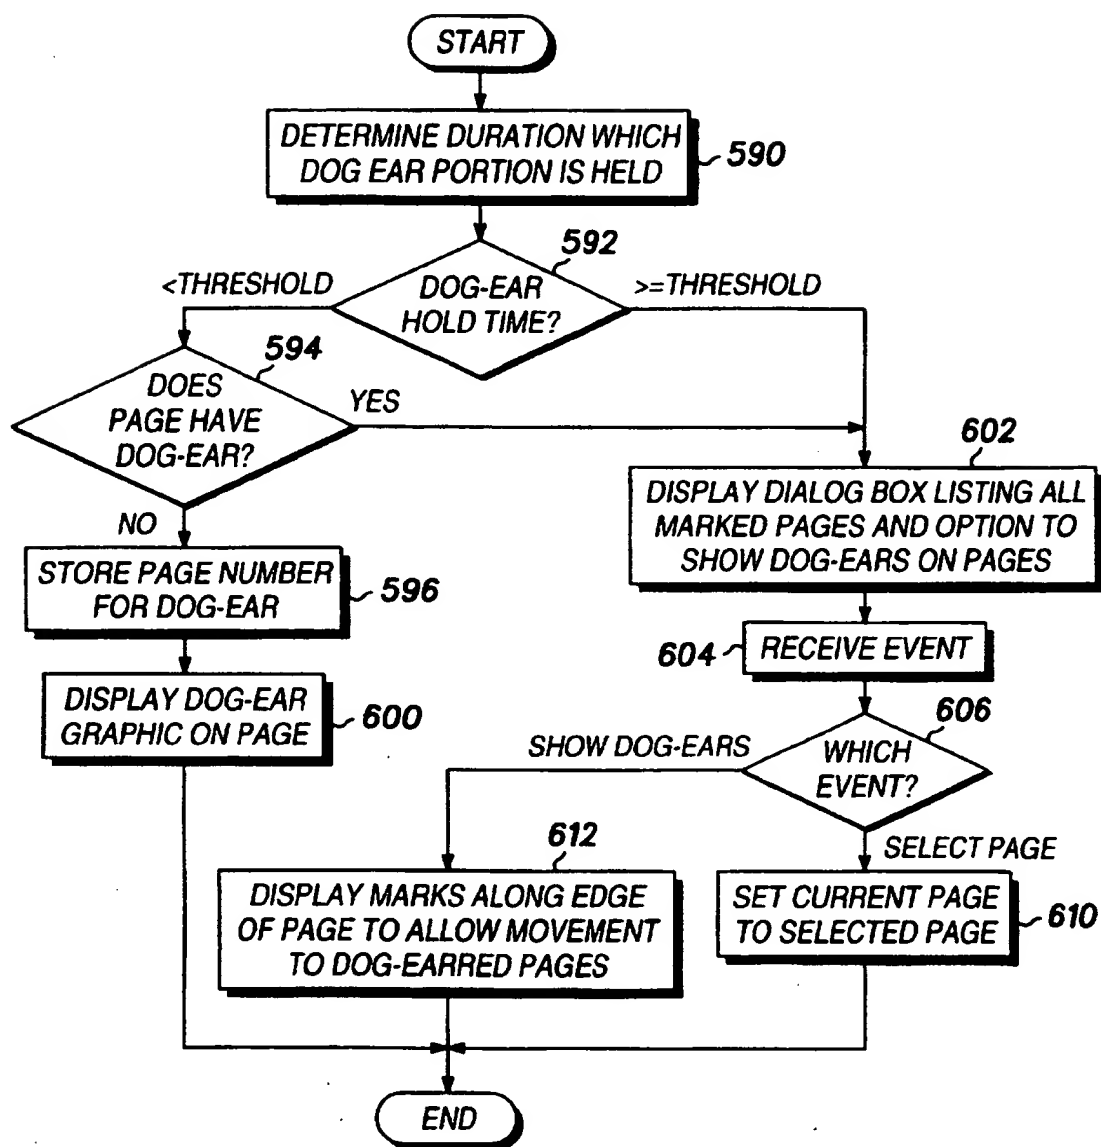 START
DETERMINE DURATION WHICH
DOG EAR PORTION IS HELD
590
592
<THRESHOLD
DOG-EAR
HOLD TIME?
>=THRESHOLD
594
DOES
PAGE HAVE
DOG-EAR?
YES
NO
602
DISPLAY DIALOG BOX LISTING ALL
MARKED PAGES AND OPTION TO
SHOW DOG-EARS ON PAGES
STORE PAGE NUMBER
FOR DOG-EAR
596
604
RECEIVE EVENT
DISPLAY DOG-EAR
GRAPHIC ON PAGE
600
606
SHOW DOG-EARS
WHICH
EVENT?
SELECT PAGE
612
DISPLAY MARKS ALONG EDGE
OF PAGE TO ALLOW MOVEMENT
TO DOG-EARRED PAGES
SET CURRENT PAGE
TO SELECTED PAGE
610
END